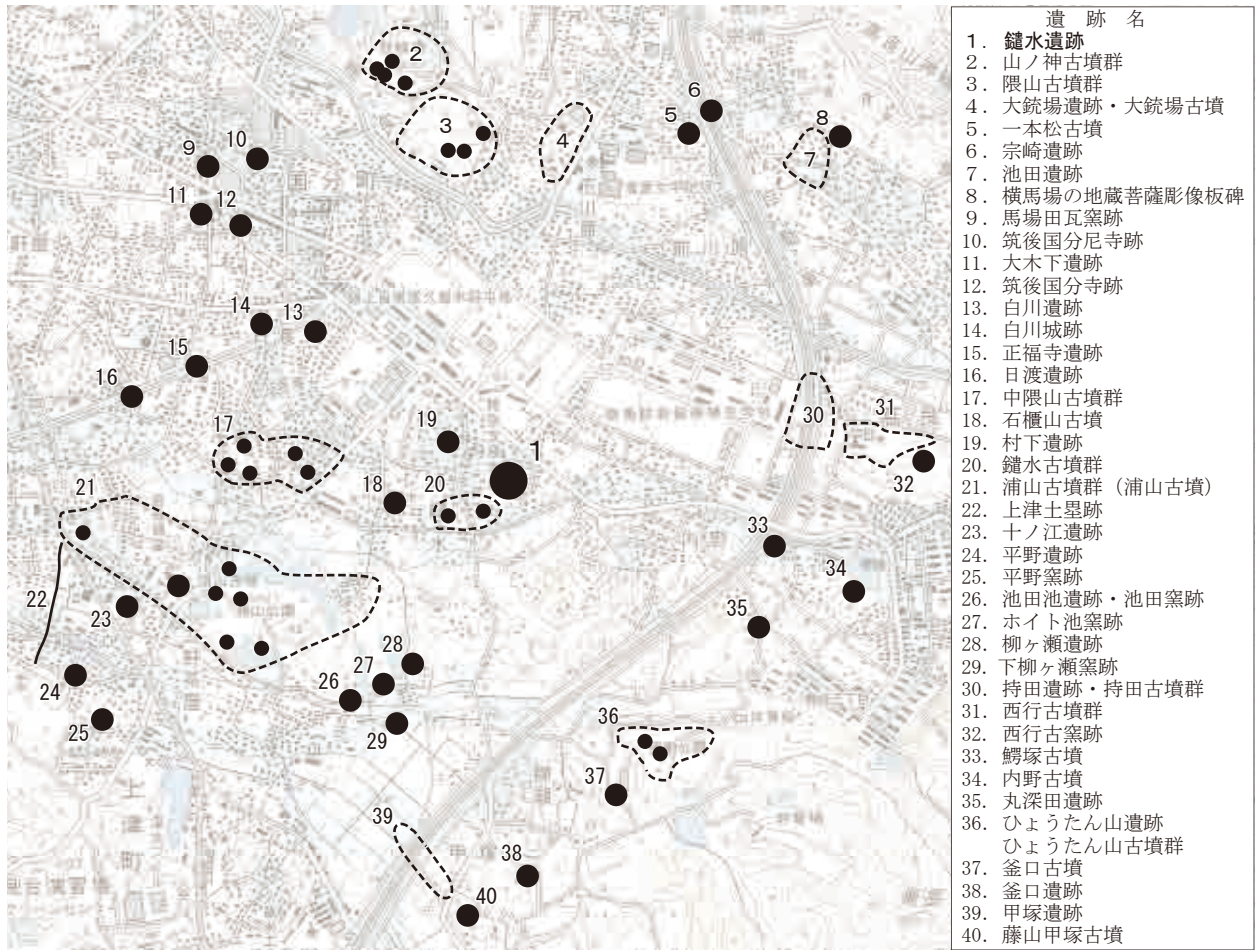 遺 跡 名
1. 鑓水遺跡
2. 山ノ神古墳群
3. 隈山古墳群
4. 大銃場遺跡・大銃場古墳
5. 一本松古墳
6. 宗崎遺跡
7. 池田遺跡
8. 横馬場の地蔵菩薩彫像板碑
9. 馬場田瓦窯跡
10. 筑後国分尼寺跡
11. 大木下遺跡
12. 筑後国分寺跡
13. 白川遺跡
14. 白川城跡
15. 正福寺遺跡
16. 日渡遺跡
17. 中隈山古墳群
18. 石櫃山古墳
19. 村下遺跡
20. 鑓水古墳群
21. 浦山古墳群（浦山古墳）
22. 上津土塁跡
23. 十ノ江遺跡
24. 平野遺跡
25. 平野窯跡
26. 池田池遺跡・池田窯跡
27. ホイト池窯跡
28. 柳ヶ瀬遺跡
29. 下柳ヶ瀬窯跡
30. 持田遺跡・持田古墳群
31. 西行古墳群
32. 西行古窯跡
33. 鰐塚古墳
34. 内野古墳
35. 丸深田遺跡
36. ひょうたん山遺跡
ひょうたん山古墳群
37. 釜口古墳
38. 釜口遺跡
39. 甲塚遺跡
40. 藤山甲塚古墳
2
3
4
5
6
7
8
9
10
11
12
13
14
15
16
17
18
19
1
20
21
22
23
24
25
26
27
28
29
30
31
32
33
34
35
36
37
38
39
40